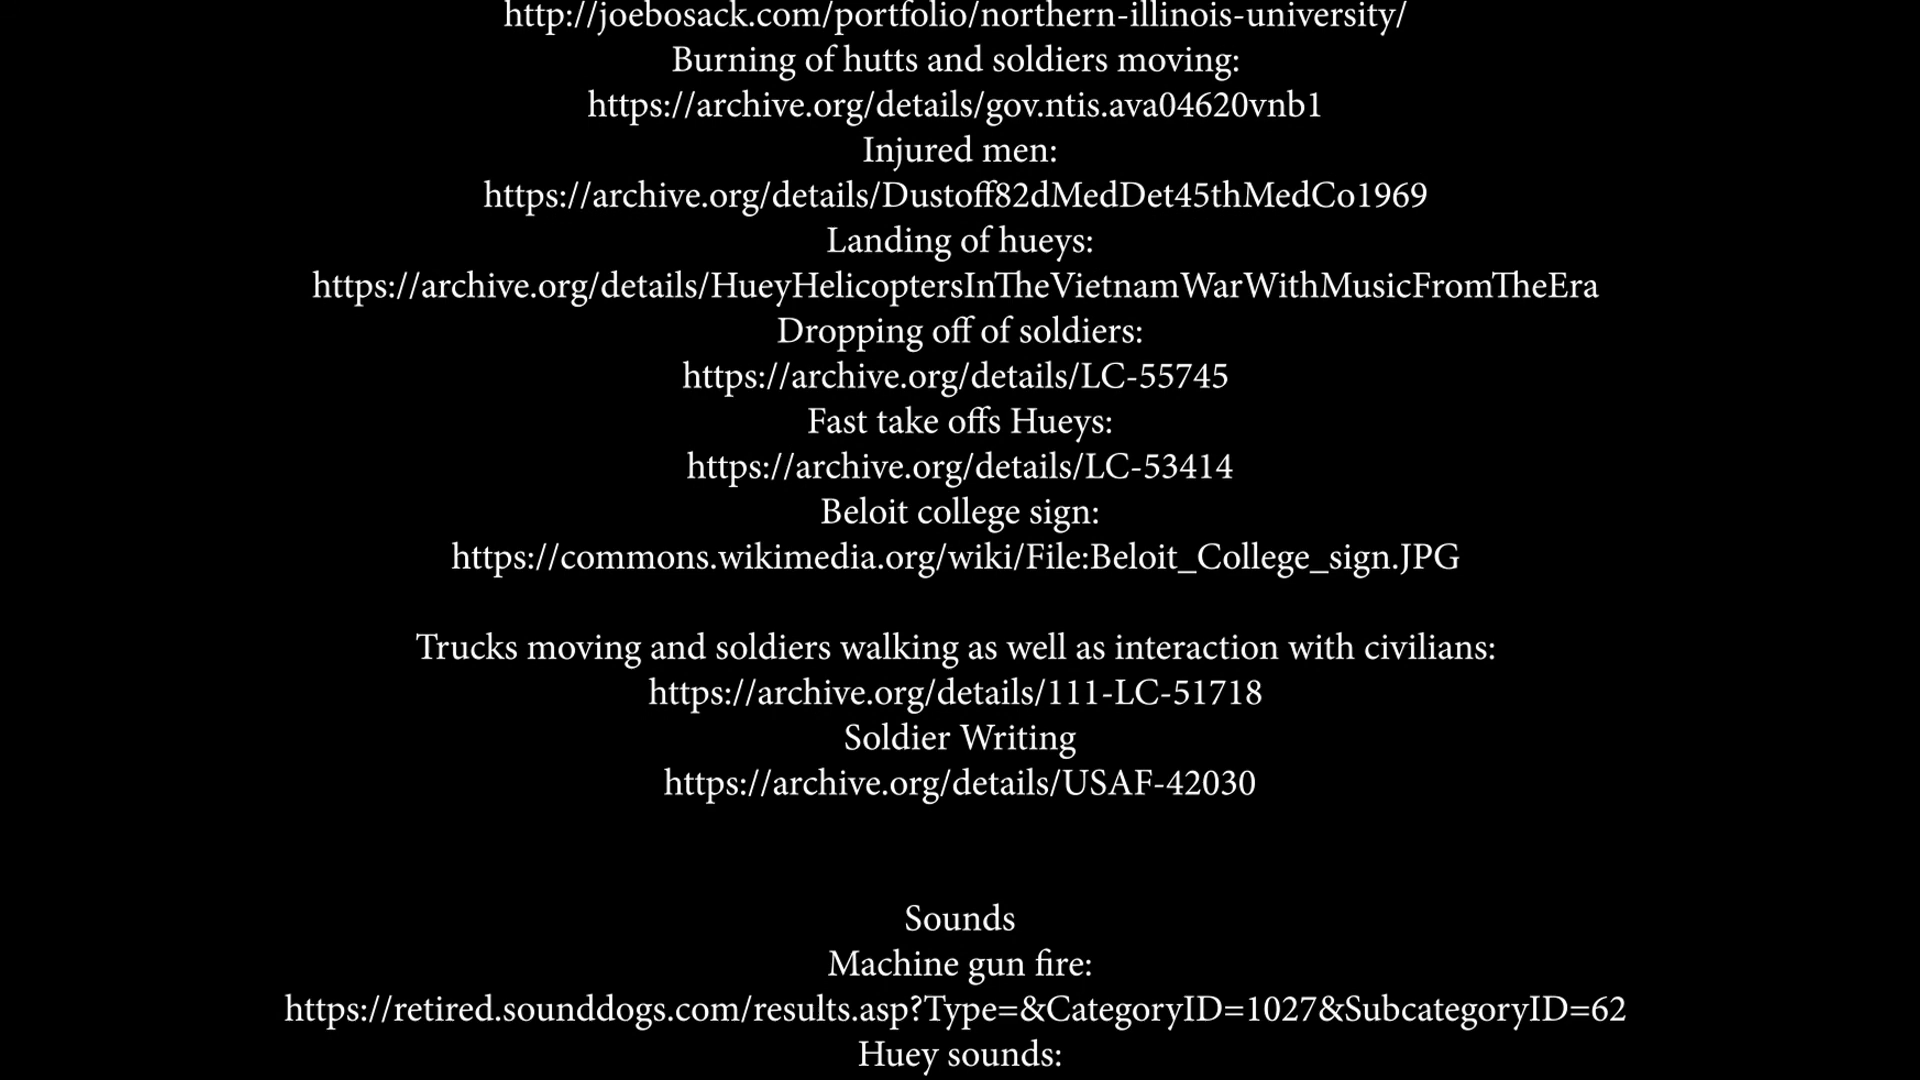 http://joebosack.com/portfolio/northern-illinois-university/
Burning of hutts and soldiers moving:
https://archive.org/details/gov.ntis.ava04620vnb1
Injured men:
https://archive.org/details/Dustoff82dMedDet45thMedCo1969
Landing of hueys:
https://archive.org/details/HueyHelicoptersInTheVietnamWarWithMusicFromTheEra
Dropping off of soldiers:
https://archive.org/details/LC-55745
Fast take offs Hueys:
https://archive.org/details/LC-53414
Beloit college sign:
https://commons.wikimedia.org/wiki/File:Beloit_College_sign.JPG
Trucks moving and soldiers walking as well as interaction with civilians:
https://archive.org/details/111-LC-51718
Soldier Writing
https://archive.org/details/USAF-42030
Sounds
Machine gun fire:
https://retired.sounddogs.com/results.asp?Type=&CategoryID=1027&SubcategoryID=62
Huey sounds: